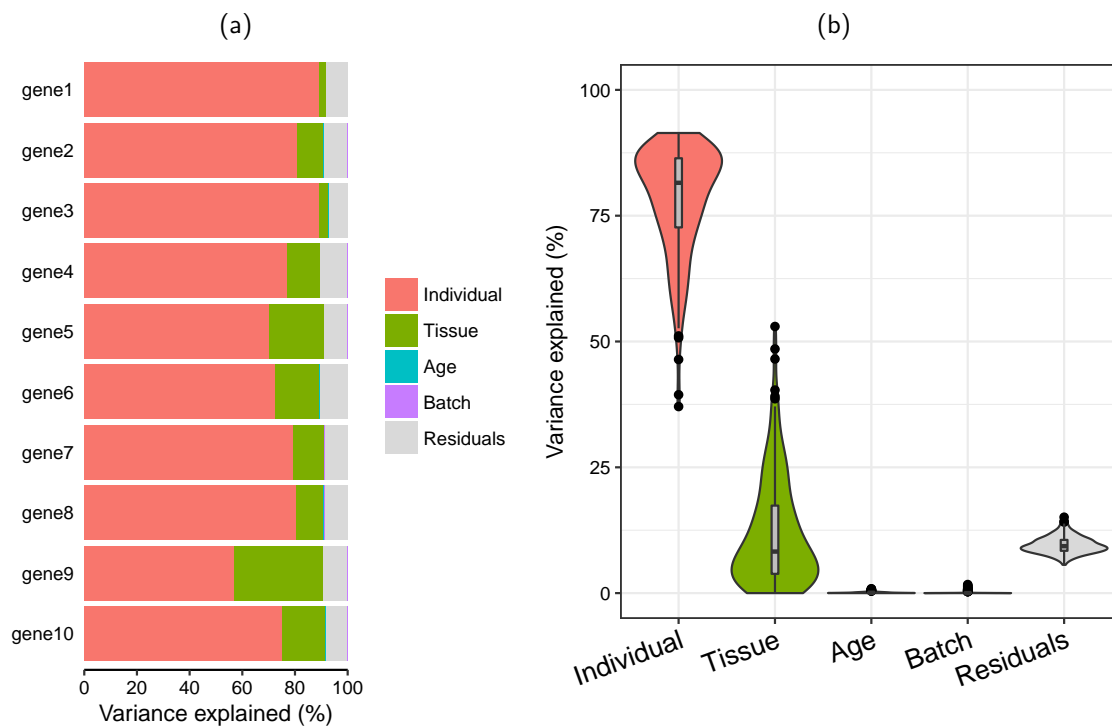 (a)
gene1
gene2
gene3
gene4
gene5
gene6
gene7
gene8
gene9
gene10
0 20 40 60 80 100
Variance explained (%)
Individual
Tissue
Age
Batch
Residuals
(b)
Variance explained (%)
100
75
50
25
0
Individual Tissue Age Batch Residuals